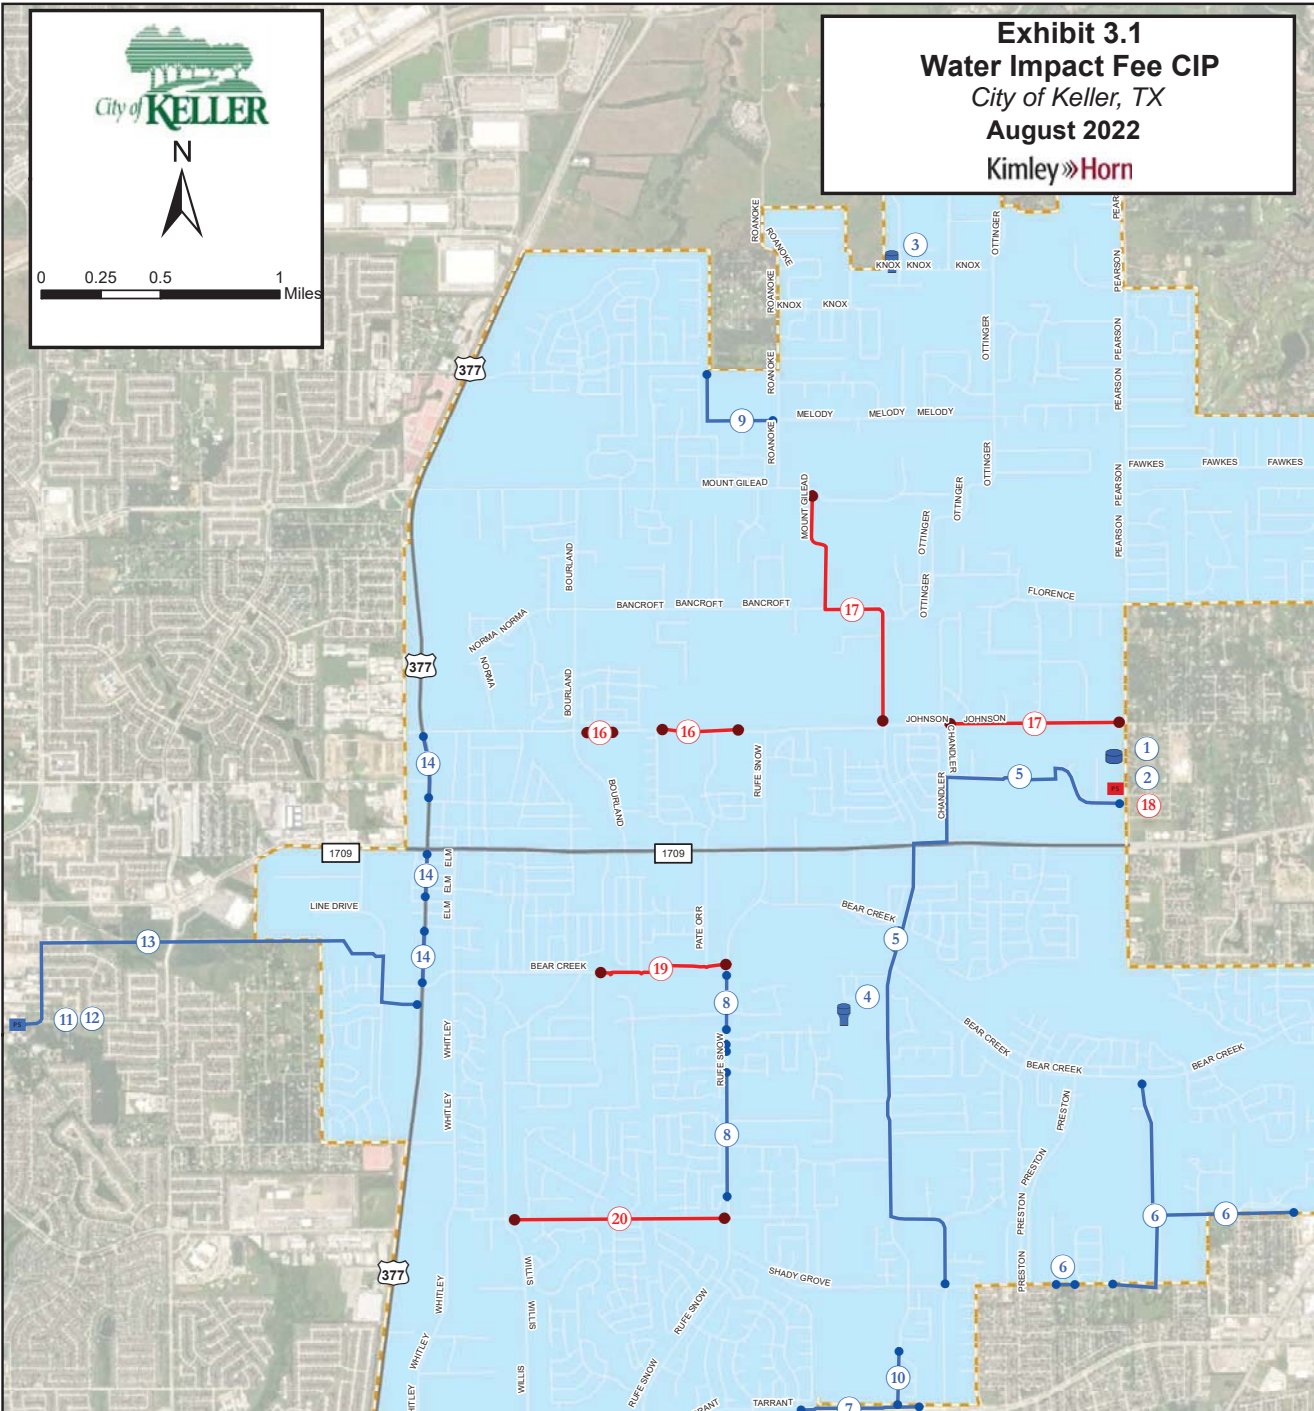 City of KELLER
N
0 0.25 0.5 1
Miles
Exhibit 3.1
Water Impact Fee CIP
City of Keller, TX
August 2022
Kimley»Horn
ROANOKE
ROANOKE
OTTINGER
PEAR
3
KNOX KNOX KNOX
PEARSON
ROANOKE
KNOX KNOX
OTTINGER
PEARSON
377
ROANOKE
PEARSON
9
MELODY MELODY MELODY
ROANOKE
OTTINGER
FAWKES FAWKES FAWKES
MOUNT GILEAD
MOUNT GILEAD
OTTINGER
PEARSON
OTTINGER
PEARSON
BOURLAND
OTTINGER
FLORENCE
BANCROFT BANCROFT BANCROFT
17
NORMA NORMA
NORMA
377
BOURLAND
16
16
JOHNSON JOHNSON
17
CHANDLER
RUFE SNOW
1
14
5
2
PS
18
BOURLAND
CHANDLER
1709
1709
ELM ELM ELM
14
LINE DRIVE
BEAR CREEK
PATE ORR
5
13
14
BEAR CREEK
19
8
4
PS
11 12
WHITLEY
RUFE SNOW
BEAR CREEK
BEAR CREEK
BEAR CREEK
WHITLEY
PRESTON
8
PRESTON
20
PRESTON
6
6
377
WILLIS
SHADY GROVE
PRESTON
6
WHITLEY
WILLIS
RUFE SNOW
WHITLEY
WILLIS
RUFE SNOW
10
HITLEY
RANT
TARRANT
7